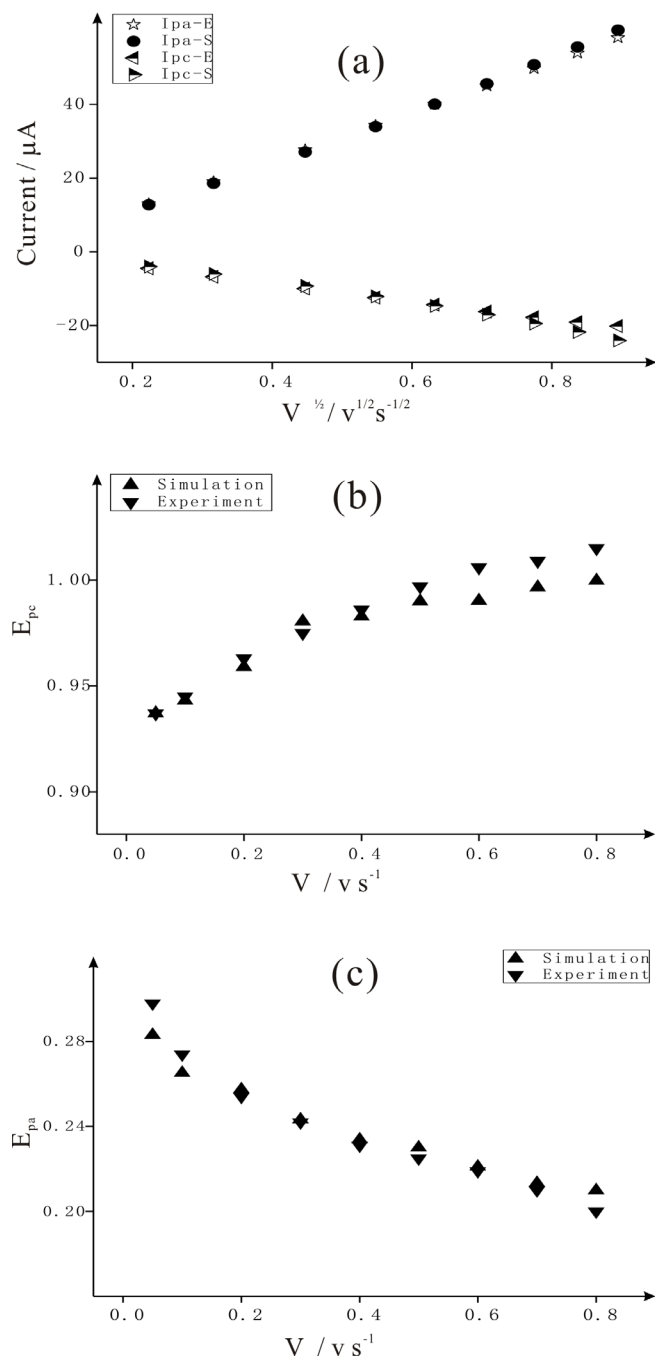 Ipa-E
Ipa-S
Ipc-E
Ipc-S
(a)
Current / μA
40
20
0
-20
0.2 0.4 0.6 0.8
V ½ / v1/2s-1/2
Simulation
Experiment
(b)
Epc
1.00
0.95
0.90
0.0 0.2 0.4 0.6 0.8
V / v s-1
(c)
Simulation
Experiment
Epa
0.28
0.24
0.20
0.0 0.2 0.4 0.6 0.8
V / v s-1